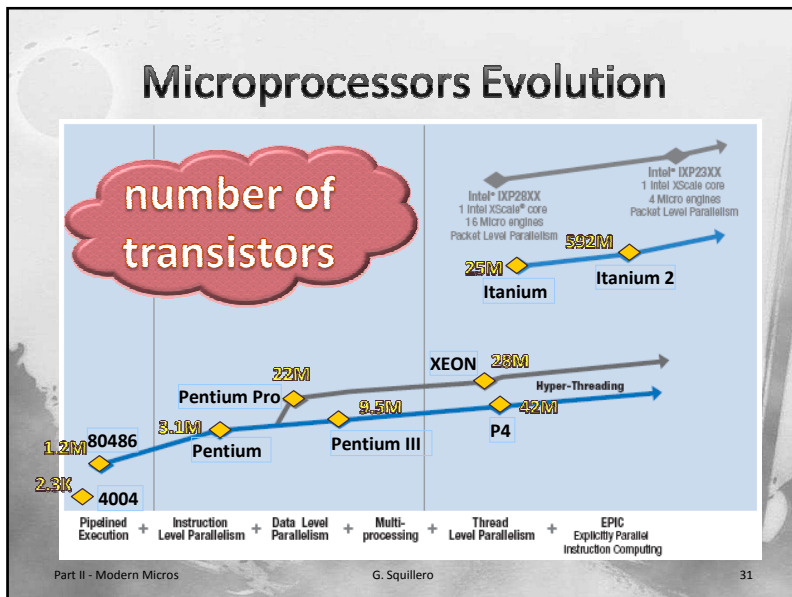 Microprocessors Evolution
number of
transistors
Intel® IXP28XX
1 Intel XScale® core
16 Micro engines
Packet Level Parallelism
Intel® IXP23XX
1 Intel XScale core
4 Micro engines
Packet Level Parallelism
592M
25M
Itanium
Itanium 2
XEON
28M
22M
Pentium Pro
Hyper-Threading
9.5M
42M
3.1M
Pentium
Pentium III
P4
1.2M
80486
2.3K
4004
Pipelined
Execution
+
Instruction
Level Parallelism
+
Data Level
Parallelism
+
Multi-
processing
+
Thread
Level Parallelism
+
EPIC
Explicitly Parallel
Instruction Computing
Part II - Modern Micros
G. Squillero
31